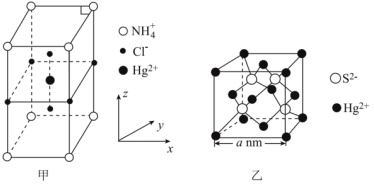 NH₄⁺
Cl⁻
Hg²⁺
z
y
x
甲
S²⁻
Hg²⁺
a nm
乙